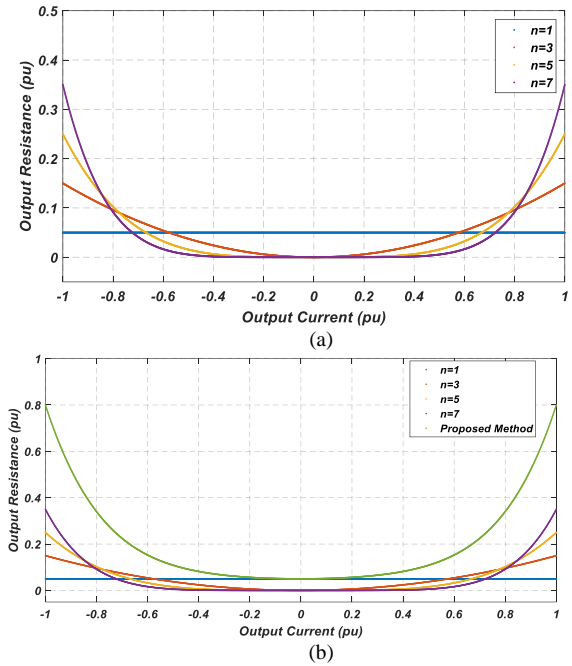 0.5
0.4
0.3
0.2
0.1
0
Output Resistance (pu)
n=1
n=3
n=5
n=7
-1 -0.8 -0.6 -0.4 -0.2 0 0.2 0.4 0.6 0.8 1
Output Current (pu)
(a)
1
0.8
0.6
0.4
0.2
0
Output Resistance (pu)
n=1
n=3
n=5
n=7
Proposed Method
-1 -0.8 -0.6 -0.4 -0.2 0 0.2 0.4 0.6 0.8 1
Output Current (pu)
(b)